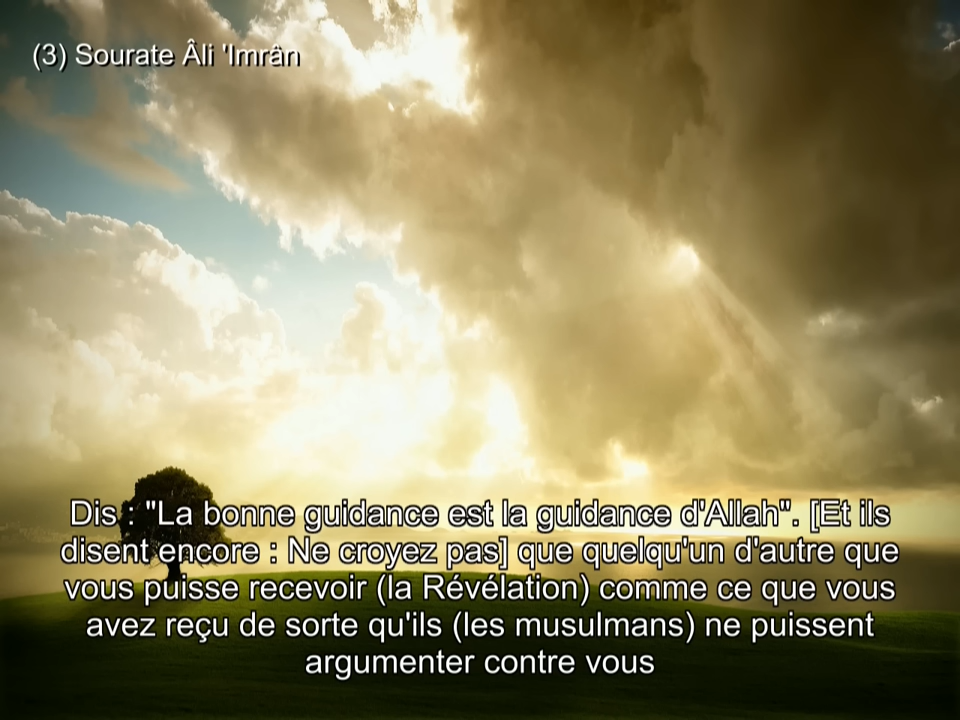 (3) Sourate Âli 'Imrân
Dis : "La bonne guidance est la guidance d'Allah". [Et ils
disent encore : Ne croyez pas] que quelqu'un d'autre que
vous puisse recevoir (la Révélation) comme ce que vous
avez reçu de sorte qu'ils (les musulmans) ne puissent
argumenter contre vous